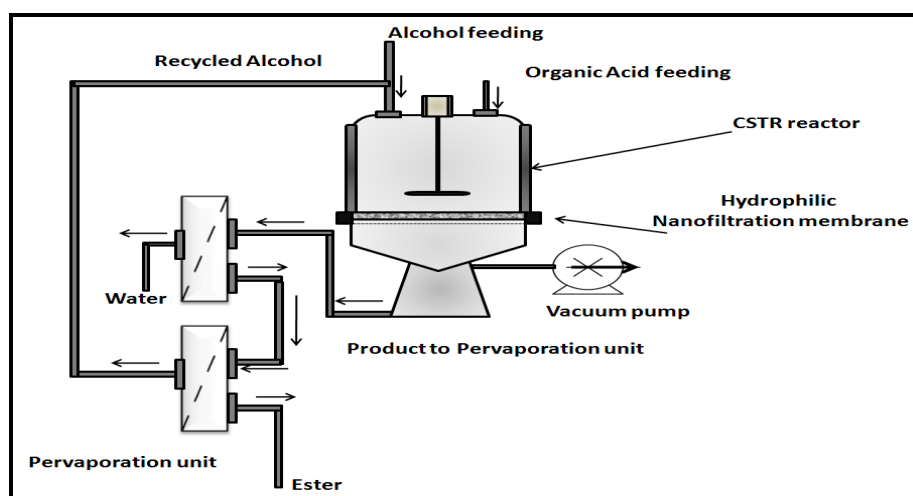 Alcohol feeding
Recycled Alcohol
Organic Acid feeding
CSTR reactor
Hydrophilic
Nanofiltration membrane
Water
Vacuum pump
Product to Pervaporation unit
Pervaporation unit
Ester